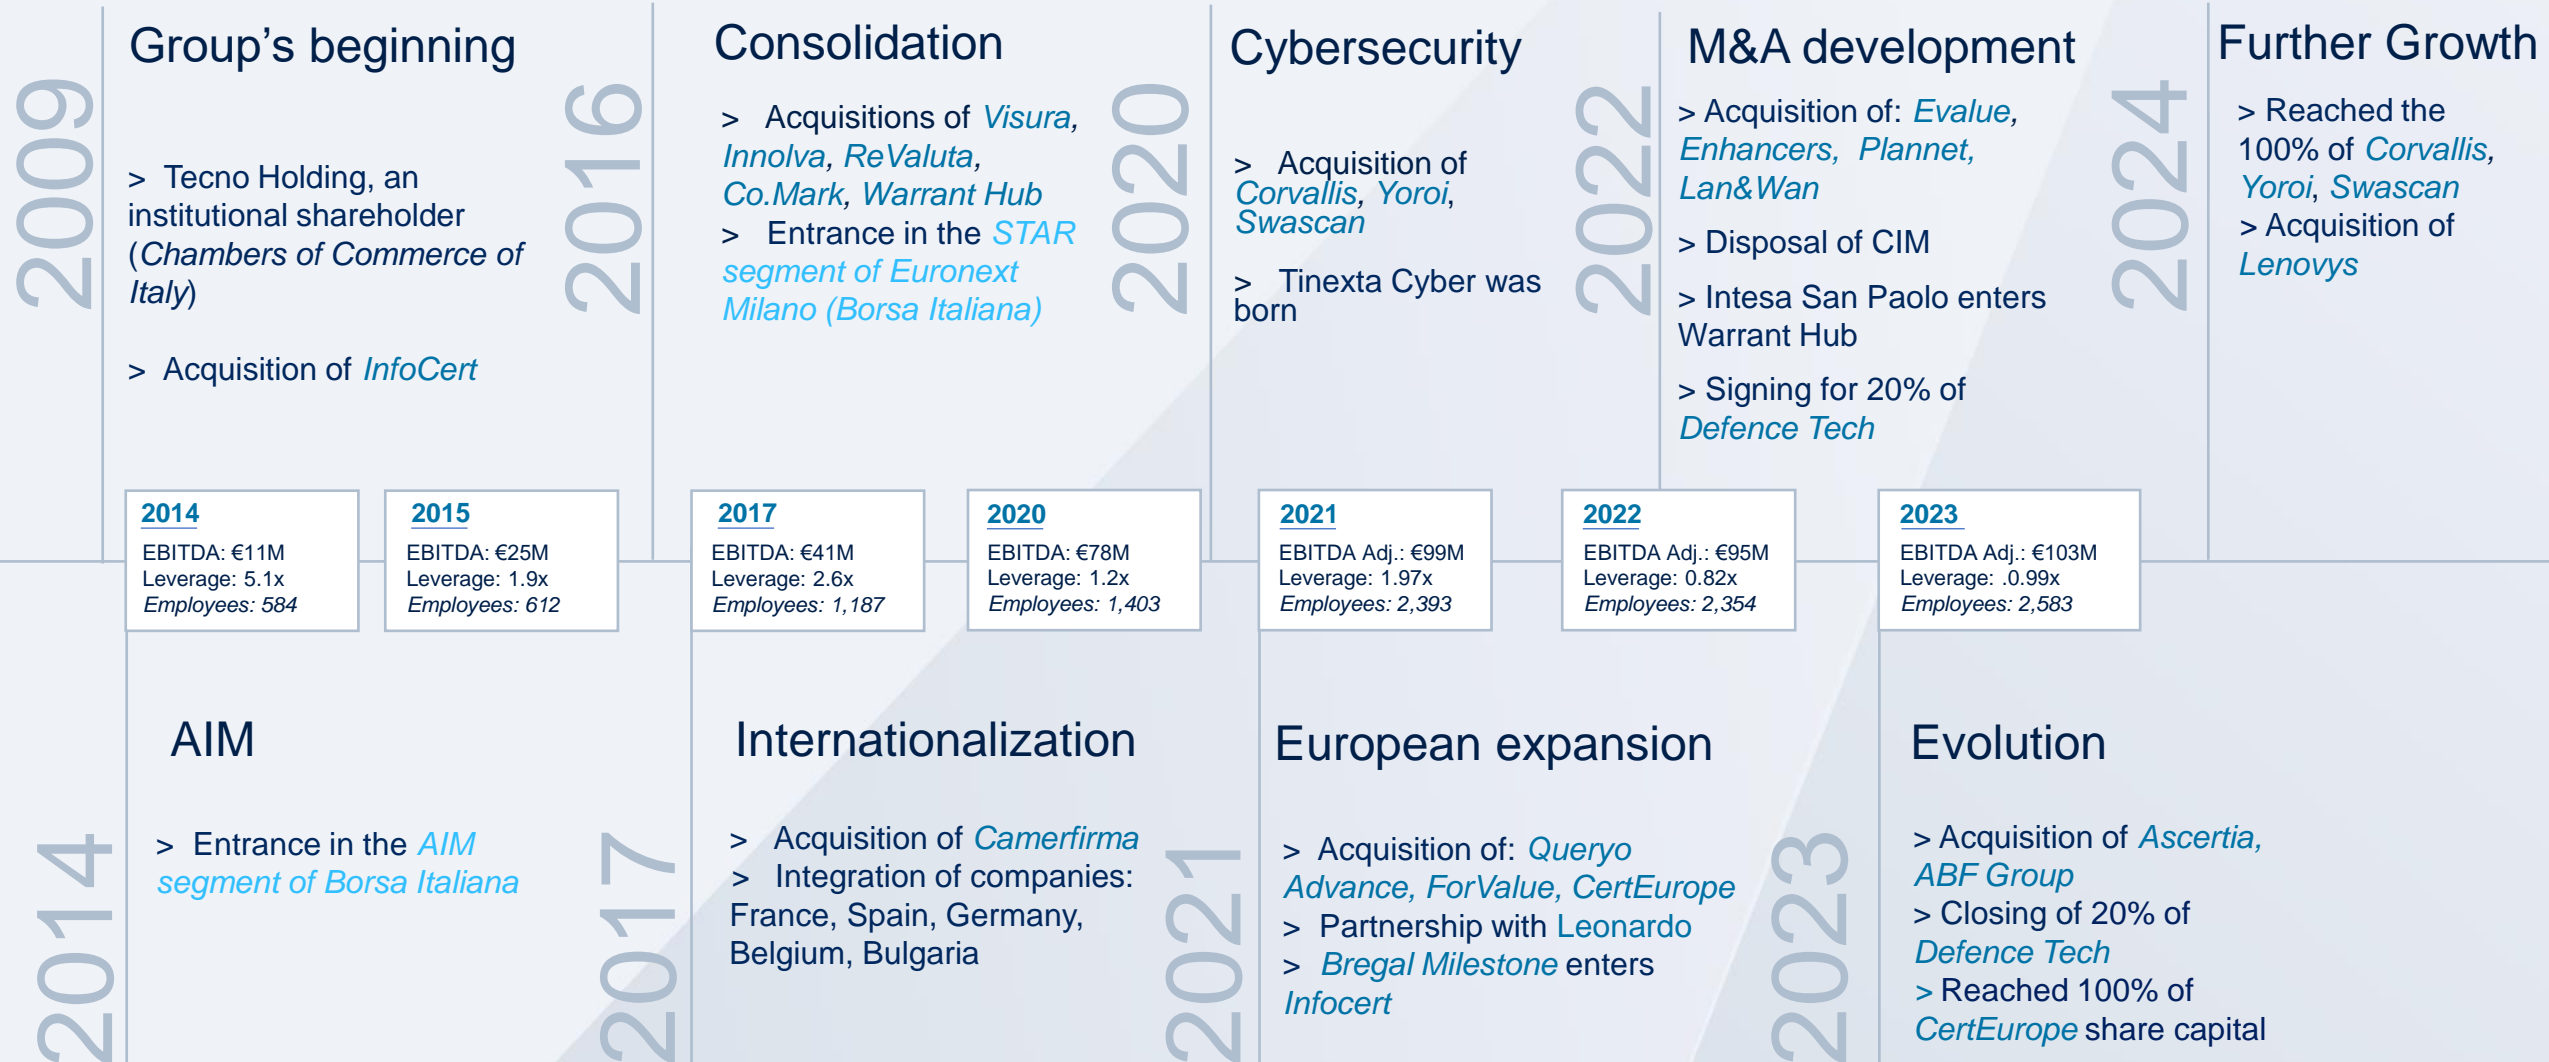 2009
Group's beginning
> Tecno Holding, an
institutional shareholder
(Chambers of Commerce of
Italy)
> Acquisition of InfoCert
2016
Consolidation
> Acquisitions of Visura,
Innolva, ReValuta,
Co.Mark, Warrant Hub
> Entrance in the STAR
segment of Euronext
Milano (Borsa Italiana)
2020
Cybersecurity
> Acquisition of
Corvallis, Yoroi,
Swascan
> Tinexta Cyber was
born
2022
M&A development
> Acquisition of: Evalue,
Enhancers, Plannet,
Lan&Wan
> Disposal of CIM
> Intesa San Paolo enters
Warrant Hub
> Signing for 20% of
Defence Tech
2024
Further Growth
> Reached the
100% of Corvallis,
Yoroi, Swascan
> Acquisition of
Lenovys
2014
EBITDA: €11M
Leverage: 5.1x
Employees: 584
2015
EBITDA: €25M
Leverage: 1.9x
Employees: 612
2017
EBITDA: €41M
Leverage: 2.6x
Employees: 1,187
2020
EBITDA: €78M
Leverage: 1.2x
Employees: 1,403
2021
EBITDA Adj.: €99M
Leverage: 1.97x
Employees: 2,393
2022
EBITDA Adj.: €95M
Leverage: 0.82x
Employees: 2,354
2023
EBITDA Adj.: €103M
Leverage: .0.99x
Employees: 2,583
2014
AIM
> Entrance in the AIM
segment of Borsa Italiana
2017
Internationalization
> Acquisition of Camerfirma
> Integration of companies:
France, Spain, Germany,
Belgium, Bulgaria
2021
European expansion
> Acquisition of: Queryo
Advance, ForValue, CertEurope
> Partnership with Leonardo
> Bregal Milestone enters
Infocert
2023
Evolution
> Acquisition of Ascertia,
ABF Group
> Closing of 20% of
Defence Tech
> Reached 100% of
CertEurope share capital